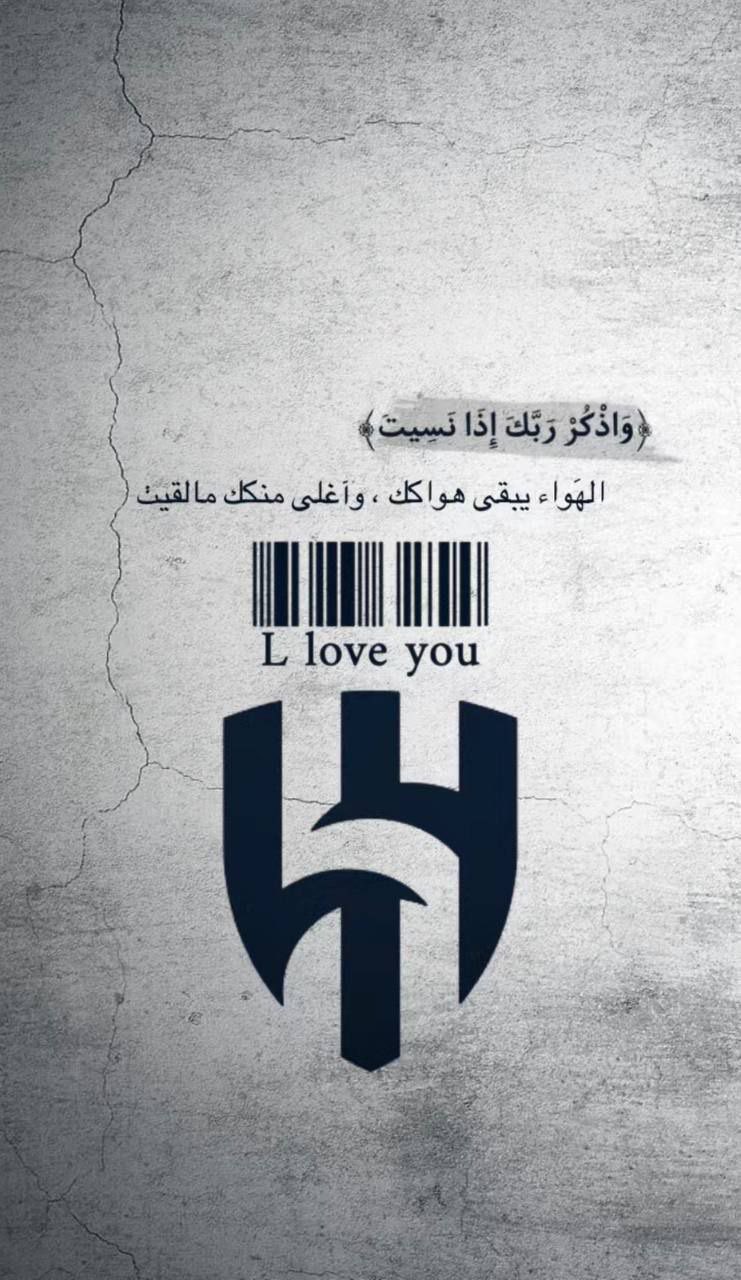 ﴿وَاذْكُرْ رَبَّكَ إِذَا نَسِيتَ﴾
الهَواء يبقى هواكك ، وآغلى منكك مالقيت
L love you